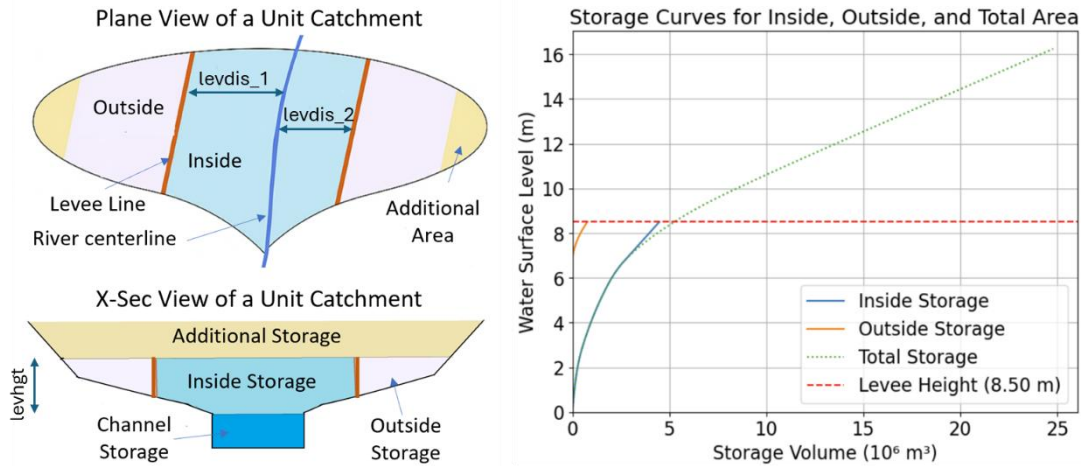 Plane View of a Unit Catchment
levdis_1
Outside
levdis_2
Inside
Levee Line
River centerline
Additional
Area
X-Sec View of a Unit Catchment
Additional Storage
levhgt
Inside Storage
Channel
Storage
Outside
Storage
Storage Curves for Inside, Outside, and Total Area
Water Surface Level (m)
16
14
12
10
8
6
4
2
0
Inside Storage
Outside Storage
Total Storage
Levee Height (8.50 m)
0 5 10 15 20 25
Storage Volume (10⁶ m³)